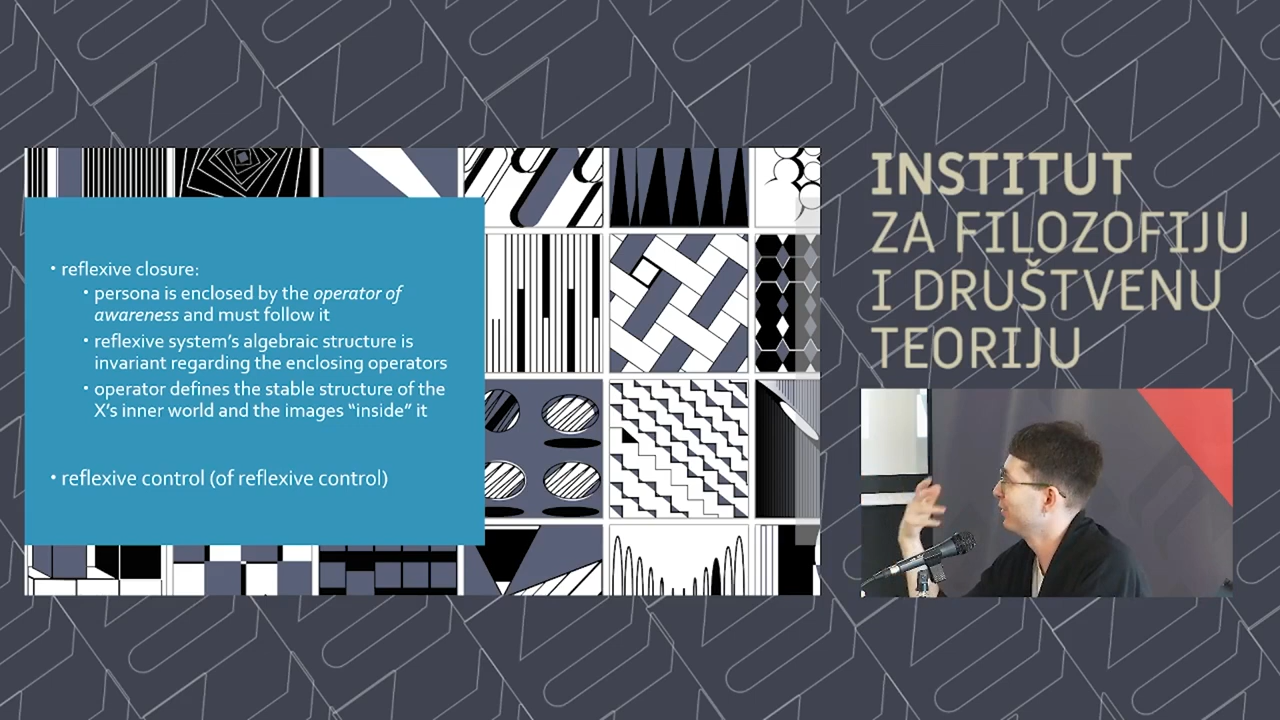 • reflexive closure:
• persona is enclosed by the operator of
awareness and must follow it
• reflexive system's algebraic structure is
invariant regarding the enclosing operators
• operator defines the stable structure of the
X's inner world and the images “inside” it
• reflexive control (of reflexive control)
INSTITUT
ZA FILOZOFIJU
I DRUŠTVENU
TEORIJU